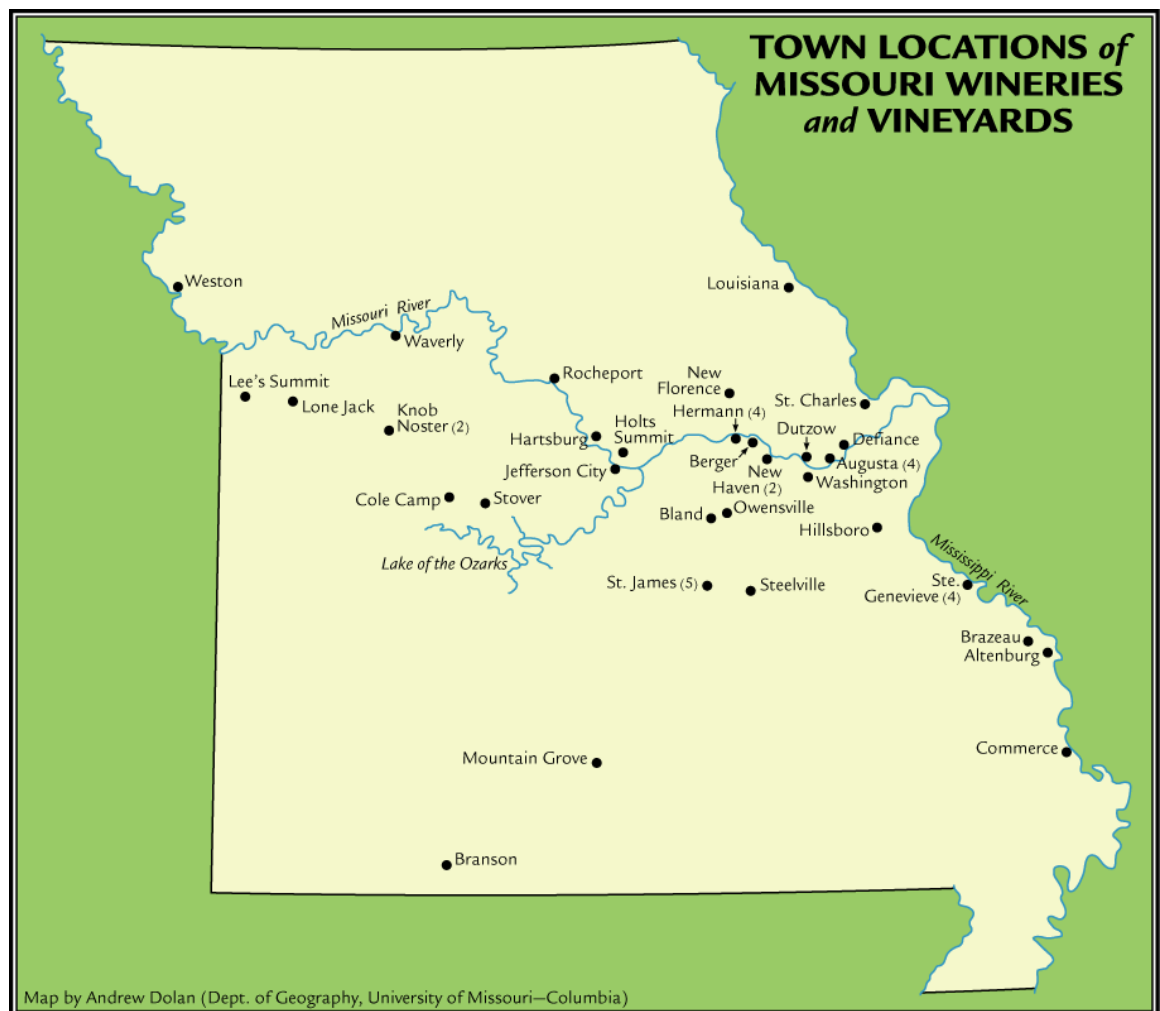 TOWN LOCATIONS of
MISSOURI WINERIES
and VINEYARDS
Weston
Louisiana
Missouri River
Waverly
Rocheport
New
Florence
Lee's Summit
Lone Jack
Knob
Noster (2)
Hermann (4)
St. Charles
Holts
Summit
Hartsburg
Dutzow
Defiance
Berger
Augusta (4)
Jefferson City
New
Haven (2)
Washington
Cole Camp
Stover
Bland
Owensville
Hillsboro
Mississippi River
Lake of the Ozarks
St. James (5)
Steelville
Ste.
Genevieve (4)
Brazeau
Altenburg
Commerce
Mountain Grove
Branson
Map by Andrew Dolan (Dept. of Geography, University of Missouri—Columbia)